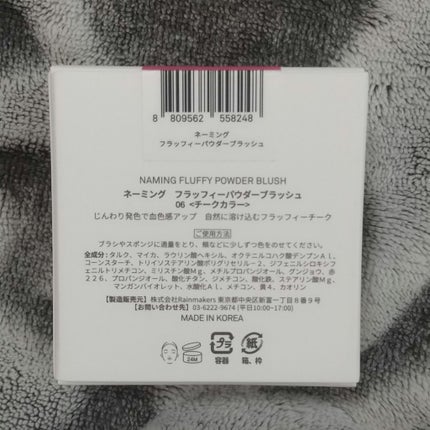 8 809562 558248
ネーミング
フラッフィーパウダーブラッシュ
NAMING FLUFFY POWDER BLUSH
ネーミング フラッフィーパウダーブラッシュ
06 <チークカラー>
じんわり発色で血色感アップ 自然に溶け込むフラッフィーチーク
ご使用方法
ブラシやスポンジに適量をとり、頬などに少しずつ色をのせてください。
全成分: タルク、マイカ、ラウリン酸ヘキシル、オクテニルコハク酸デンプンAl、
コーンスターチ、トリイソステアリン酸ポリグリセリル－2、ジフェニルシロキシフ
ェニルトリメチコン、ミリスチン酸Mg、メチルプロパンジオール、グンジョウ、赤
226、プロパンジオール、酸化チタン、ジメチコン、酸化鉄、ステアリン酸Mg、
マンガンバイオレット、水酸化Al、メチコン、黄4、カオリン
【製造販売元】株式会社Rainmakers 東京都中央区新富一丁目8番9号
【お問い合わせ先】03-6222-9674 (平日10:00~17:00)
MADE IN KOREA
24M
プラ
容器
紙
箱、枠